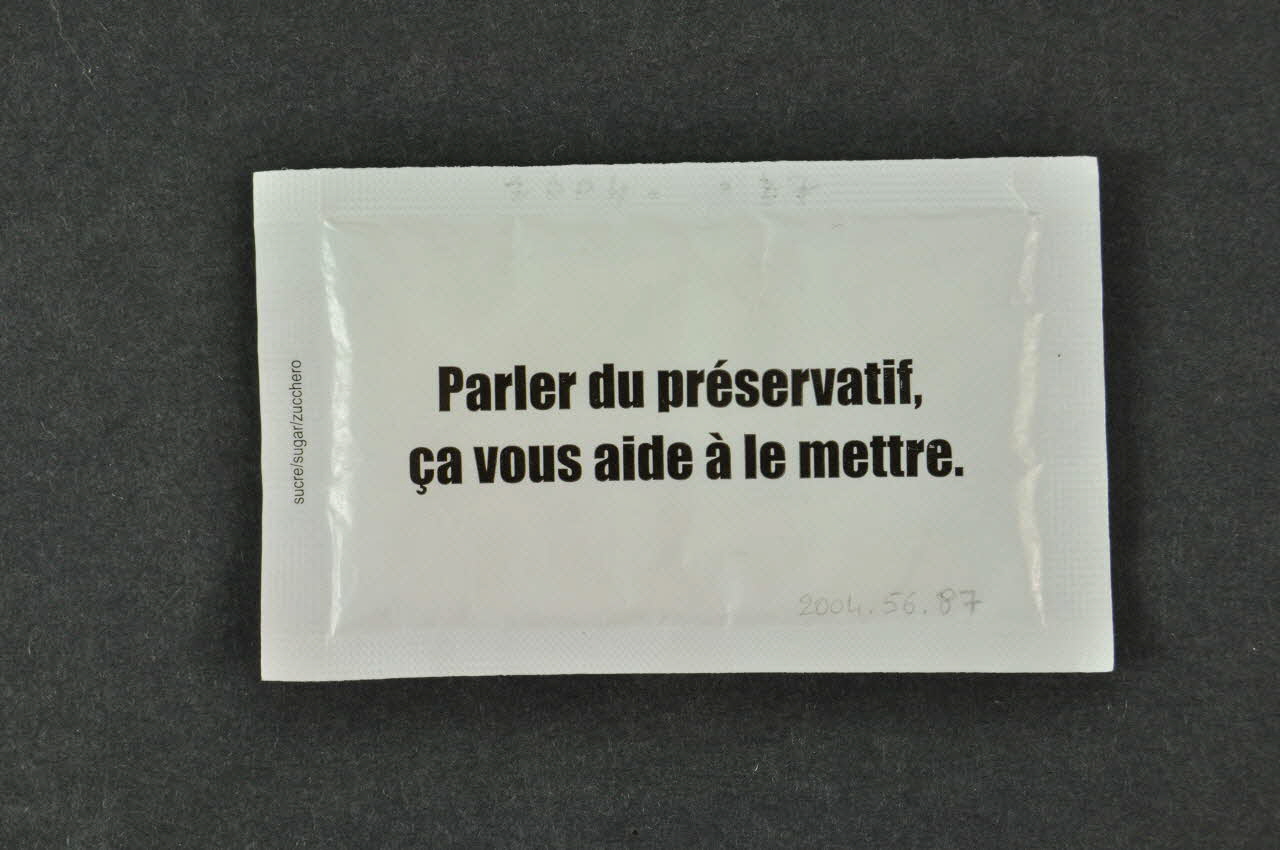 Parler du préservatif,
ça vous aide à le mettre.
sucre/sugar/zucchero
2004.56.87